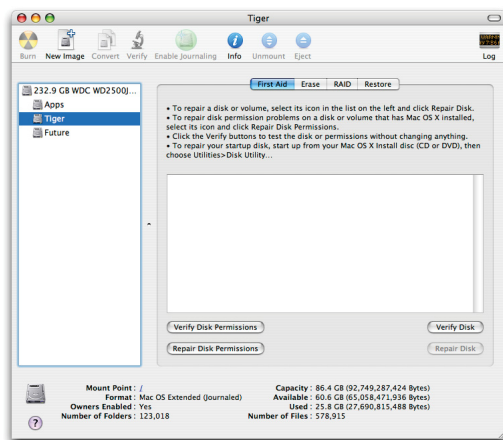 Tiger
Burn New Image Convert Verify Enable Journaling Info Unmount Eject Log
232.9 GB WDC WD2500J...
Apps
Tiger
Future
First Aid Erase RAID Restore
• To repair a disk or volume, select its icon in the list on the left and click Repair Disk.
• To repair disk permission problems on a disk or volume that has Mac OS X installed,
select its icon and click Repair Disk Permissions.
• Click the Verify buttons to test the disk or permissions without changing anything.
• To repair your startup disk, start up from your Mac OS X Install disc (CD or DVD), then
choose Utilities>Disk Utility...
Verify Disk Permissions Verify Disk
Repair Disk Permissions Repair Disk
Mount Point : / Capacity : 86.4 GB (92,749,287,424 Bytes)
Format : Mac OS Extended (Journaled) Available : 60.6 GB (65,058,471,936 Bytes)
Owners Enabled : Yes Used : 25.8 GB (27,690,815,488 Bytes)
Number of Folders : 123,018 Number of Files : 578,915
?